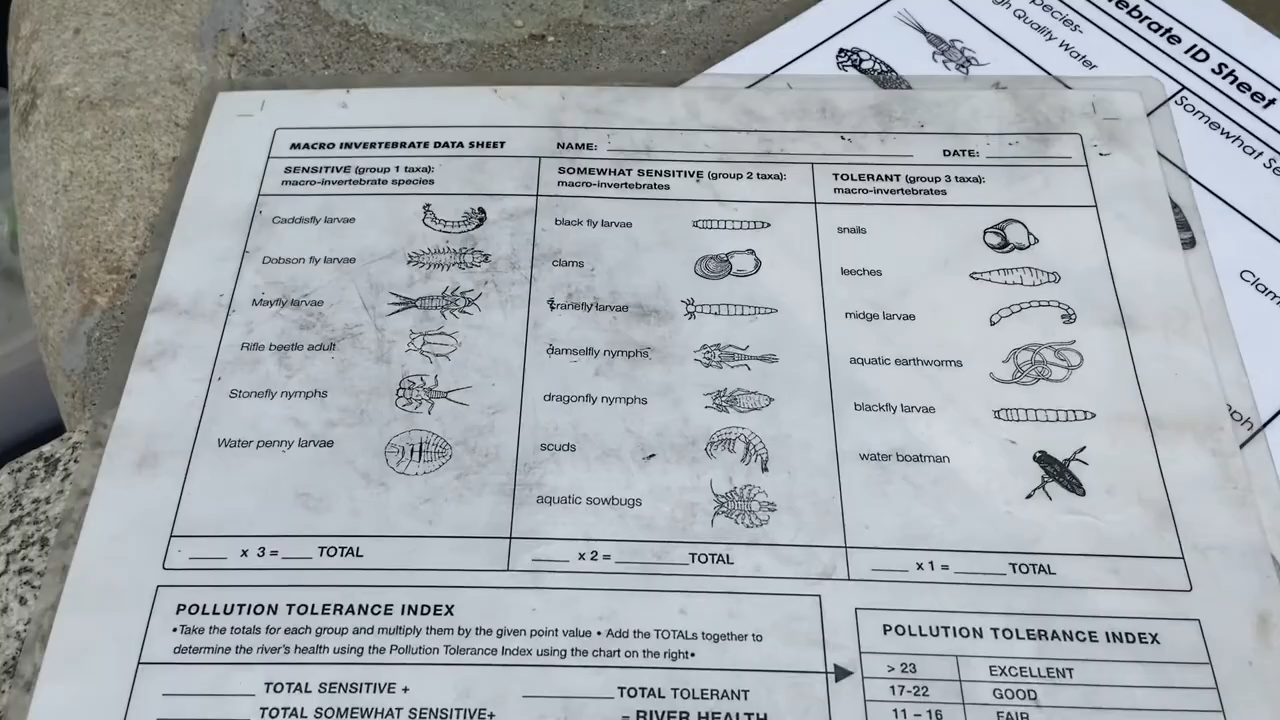 MACRO INVERTEBRATE DATA SHEET NAME: DATE:
SENSITIVE (group 1 taxa):
macro-invertebrate species
Caddisfly larvae
Dobson fly larvae
Mayfly larvae
Rifle beetle adult
Stonefly nymphs
Water penny larvae
x 3 = TOTAL
SOMEWHAT SENSITIVE (group 2 taxa):
macro-invertebrates
black fly larvae
clams
cranefly larvae
damselfly nymphs
dragonfly nymphs
scuds
aquatic sowbugs
x 2 = TOTAL
TOLERANT (group 3 taxa):
macro-invertebrates
snails
leeches
midge larvae
aquatic earthworms
blackfly larvae
water boatman
x 1 = TOTAL
POLLUTION TOLERANCE INDEX
•Take the totals for each group and multiply them by the given point value • Add the TOTALs together to
determine the river's health using the Pollution Tolerance Index using the chart on the right•
TOTAL SENSITIVE + TOTAL TOLERANT
TOTAL SOMEWHAT SENSITIVE+ = RIVER HEALTH
POLLUTION TOLERANCE INDEX
> 23 EXCELLENT
17-22 GOOD
11 – 16 FAIR
ID Sheet
Quality Water
Somewhat